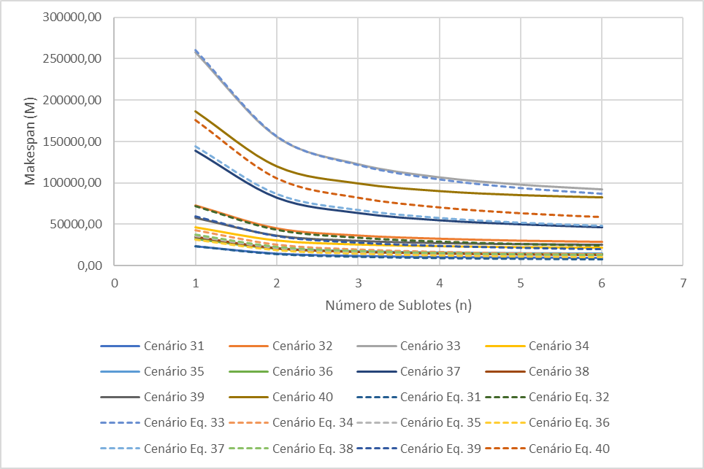 300000,00
250000,00
200000,00
150000,00
100000,00
50000,00
0,00
Makespan (M)
0 1 2 3 4 5 6 7
Número de Sublotes (n)
Cenário 31 Cenário 32 Cenário 33 Cenário 34
Cenário 35 Cenário 36 Cenário 37 Cenário 38
Cenário 39 Cenário 40 Cenário Eq. 31 Cenário Eq. 32
Cenário Eq. 33 Cenário Eq. 34 Cenário Eq. 35 Cenário Eq. 36
Cenário Eq. 37 Cenário Eq. 38 Cenário Eq. 39 Cenário Eq. 40